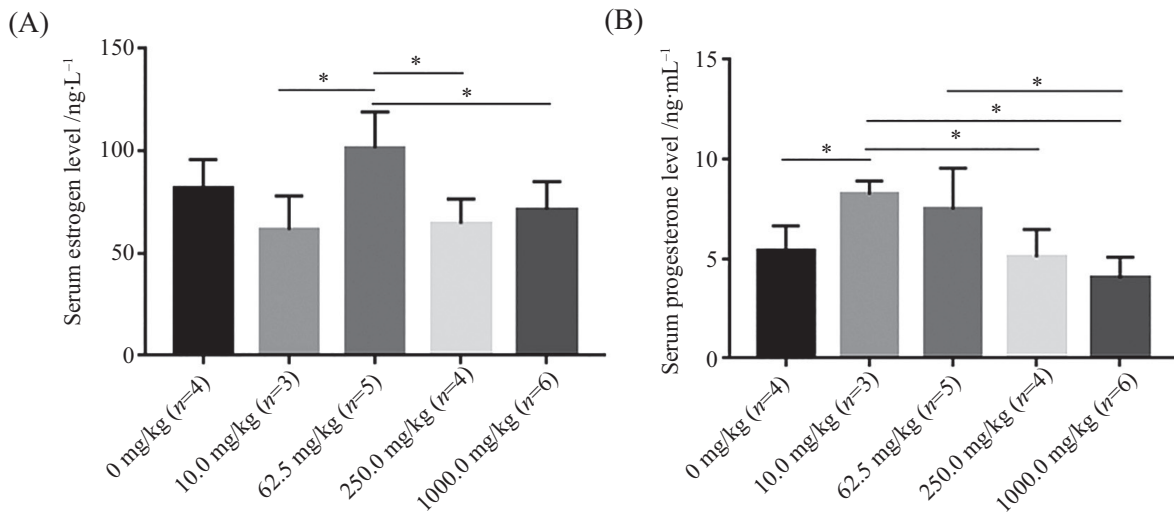 (A)
Serum estrogen level /ng·L⁻¹
150
100
50
0
*
*
*
0 mg/kg (n=4)
10.0 mg/kg (n=3)
62.5 mg/kg (n=5)
250.0 mg/kg (n=4)
1000.0 mg/kg (n=6)
(B)
Serum progesterone level /ng·mL⁻¹
15
10
5
0
*
*
*
*
0 mg/kg (n=4)
10.0 mg/kg (n=3)
62.5 mg/kg (n=5)
250.0 mg/kg (n=4)
1000.0 mg/kg (n=6)